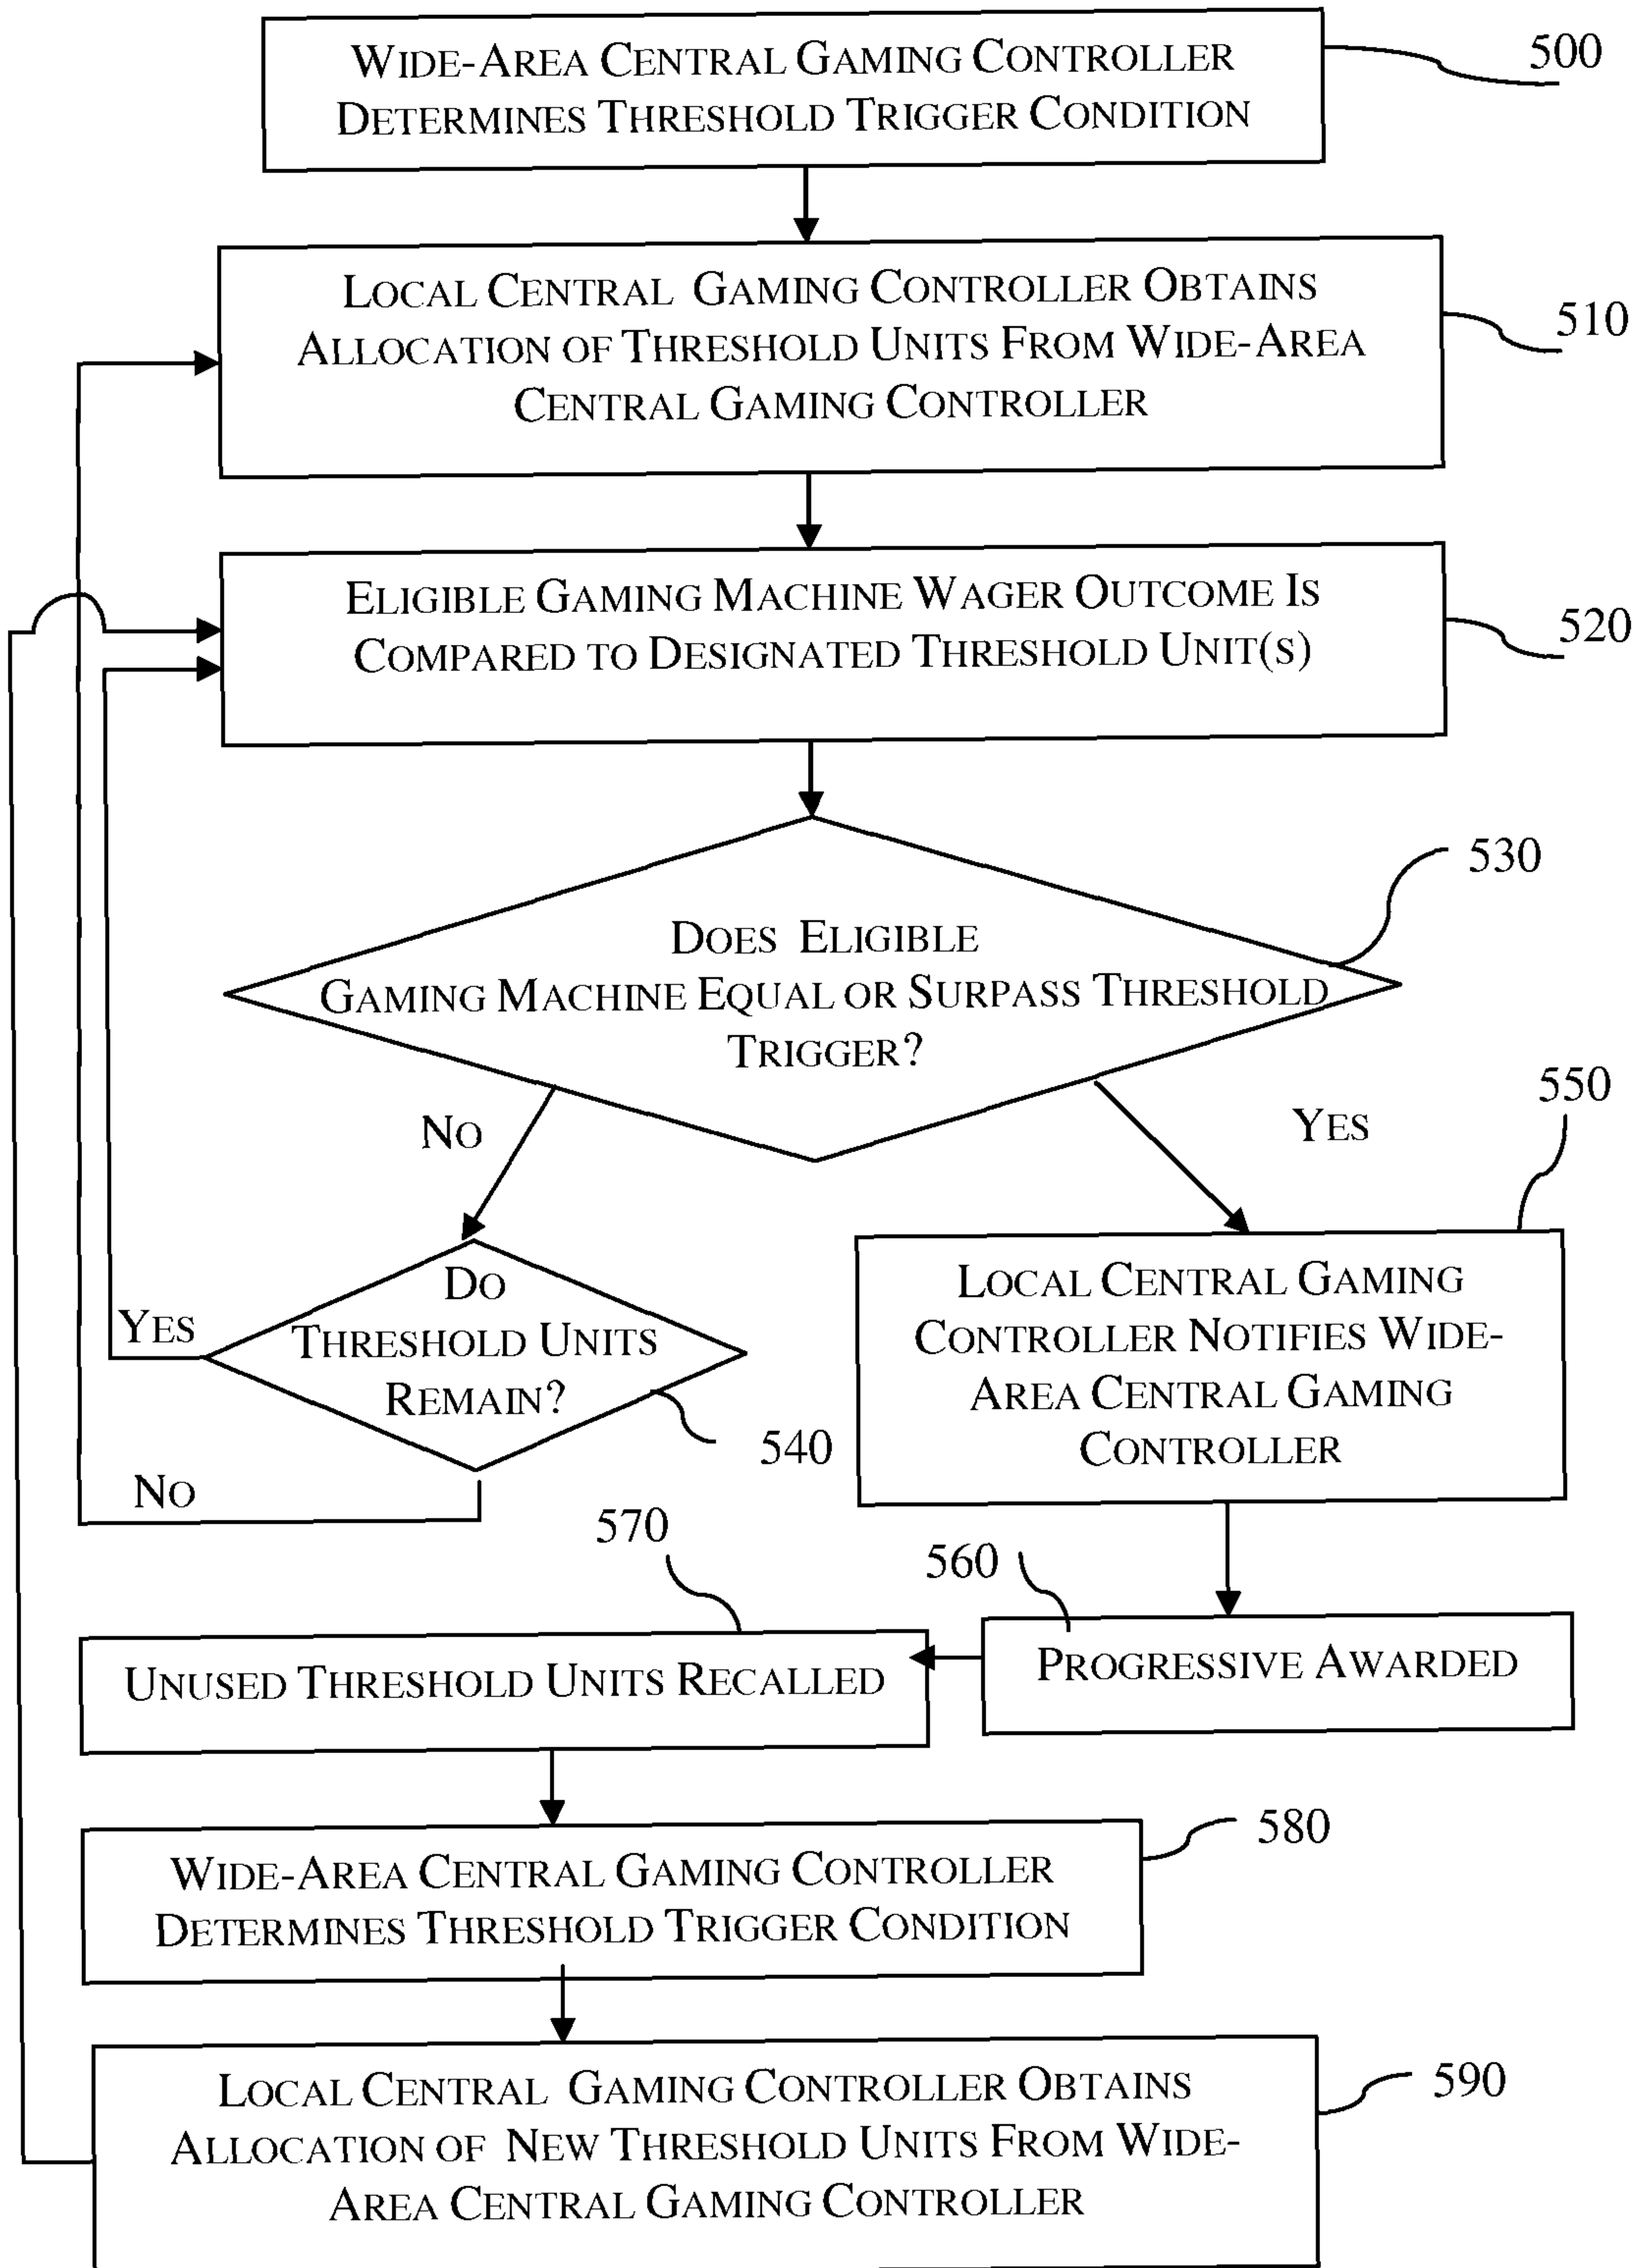 WIDE-AREA CENTRAL GAMING CONTROLLER
DETERMINES THRESHOLD TRIGGER CONDITION
500
LOCAL CENTRAL GAMING CONTROLLER OBTAINS
ALLOCATION OF THRESHOLD UNITS FROM WIDE-AREA
CENTRAL GAMING CONTROLLER
510
ELIGIBLE GAMING MACHINE WAGER OUTCOME IS
COMPARED TO DESIGNATED THRESHOLD UNIT(S)
520
530
DOES ELIGIBLE
GAMING MACHINE EQUAL OR SURPASS THRESHOLD
TRIGGER?
NO
YES
550
DO
THRESHOLD UNITS
REMAIN?
YES
540
NO
LOCAL CENTRAL GAMING
CONTROLLER NOTIFIES WIDE-
AREA CENTRAL GAMING
CONTROLLER
570
560
UNUSED THRESHOLD UNITS RECALLED
PROGRESSIVE AWARDED
580
WIDE-AREA CENTRAL GAMING CONTROLLER
DETERMINES THRESHOLD TRIGGER CONDITION
590
LOCAL CENTRAL GAMING CONTROLLER OBTAINS
ALLOCATION OF NEW THRESHOLD UNITS FROM WIDE-
AREA CENTRAL GAMING CONTROLLER